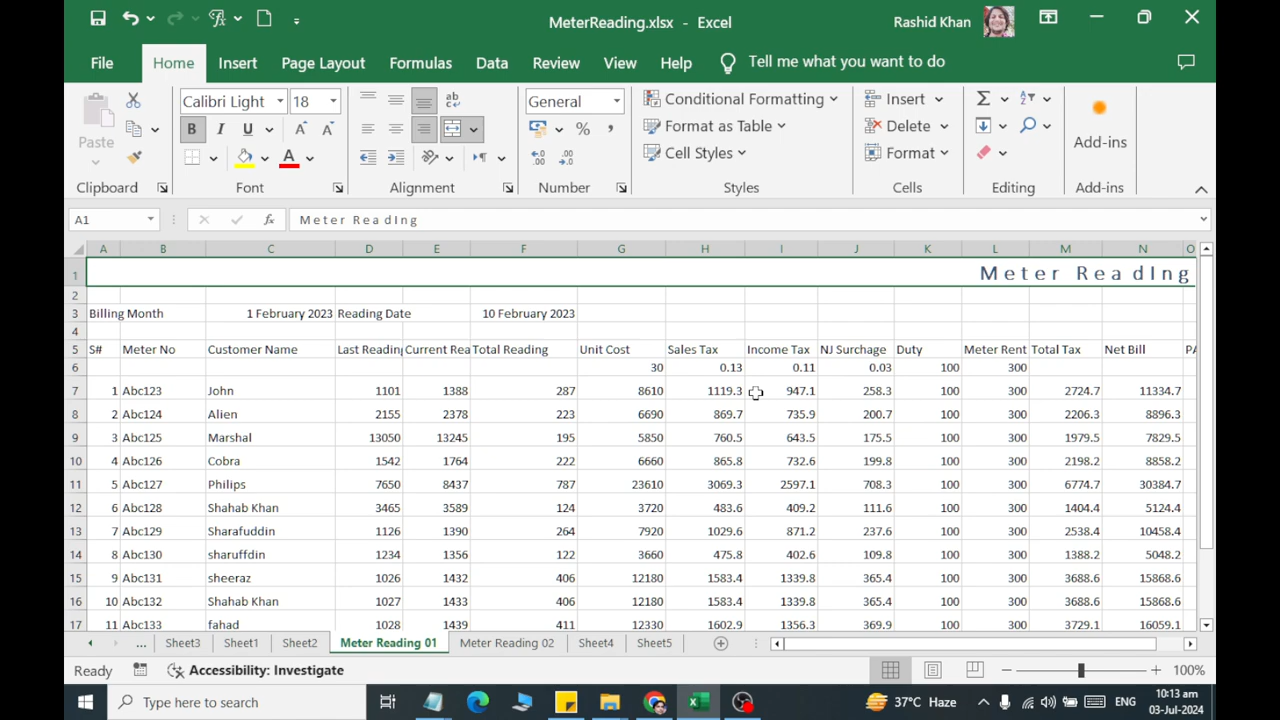 MeterReading.xlsx - Excel
Rashid Khan
File Home Insert Page Layout Formulas Data Review View Help Tell me what you want to do
Paste
Calibri Light 18
B I U A A
ab
General
Conditional Formatting
Format as Table
Cell Styles
Insert
Delete
Format
Add-ins
Clipboard Font Alignment Number Styles Cells Editing Add-ins
A1 fx Meter ReadIng
A B C D E F G H I J K L M N O
1 Meter ReadIng
2
3 Billing Month 1 February 2023 Reading Date 10 February 2023
4
5 S# Meter No Customer Name Last Reading Current Rea Total Reading Unit Cost Sales Tax Income Tax NJ Surchage Duty Meter Rent Total Tax Net Bill PA
6 30 0.13 0.11 0.03 100 300
7 1 Abc123 John 1101 1388 287 8610 1119.3 947.1 258.3 100 300 2724.7 11334.7
8 2 Abc124 Alien 2155 2378 223 6690 869.7 735.9 200.7 100 300 2206.3 8896.3
9 3 Abc125 Marshal 13050 13245 195 5850 760.5 643.5 175.5 100 300 1979.5 7829.5
10 4 Abc126 Cobra 1542 1764 222 6660 865.8 732.6 199.8 100 300 2198.2 8858.2
11 5 Abc127 Philips 7650 8437 787 23610 3069.3 2597.1 708.3 100 300 6774.7 30384.7
12 6 Abc128 Shahab Khan 3465 3589 124 3720 483.6 409.2 111.6 100 300 1404.4 5124.4
13 7 Abc129 Sharafuddin 1126 1390 264 7920 1029.6 871.2 237.6 100 300 2538.4 10458.4
14 8 Abc130 sharuffdin 1234 1356 122 3660 475.8 402.6 109.8 100 300 1388.2 5048.2
15 9 Abc131 sheeraz 1026 1432 406 12180 1583.4 1339.8 365.4 100 300 3688.6 15868.6
16 10 Abc132 Shahab Khan 1027 1433 406 12180 1583.4 1339.8 365.4 100 300 3688.6 15868.6
17 11 Abc133 fahad 1028 1439 411 12330 1602.9 1356.3 369.9 100 300 3729.1 16059.1
... Sheet3 Sheet1 Sheet2 Meter Reading 01 Meter Reading 02 Sheet4 Sheet5
Ready Accessibility: Investigate 100%
Type here to search 37°C Haze ENG 10:13 am
03-Jul-2024